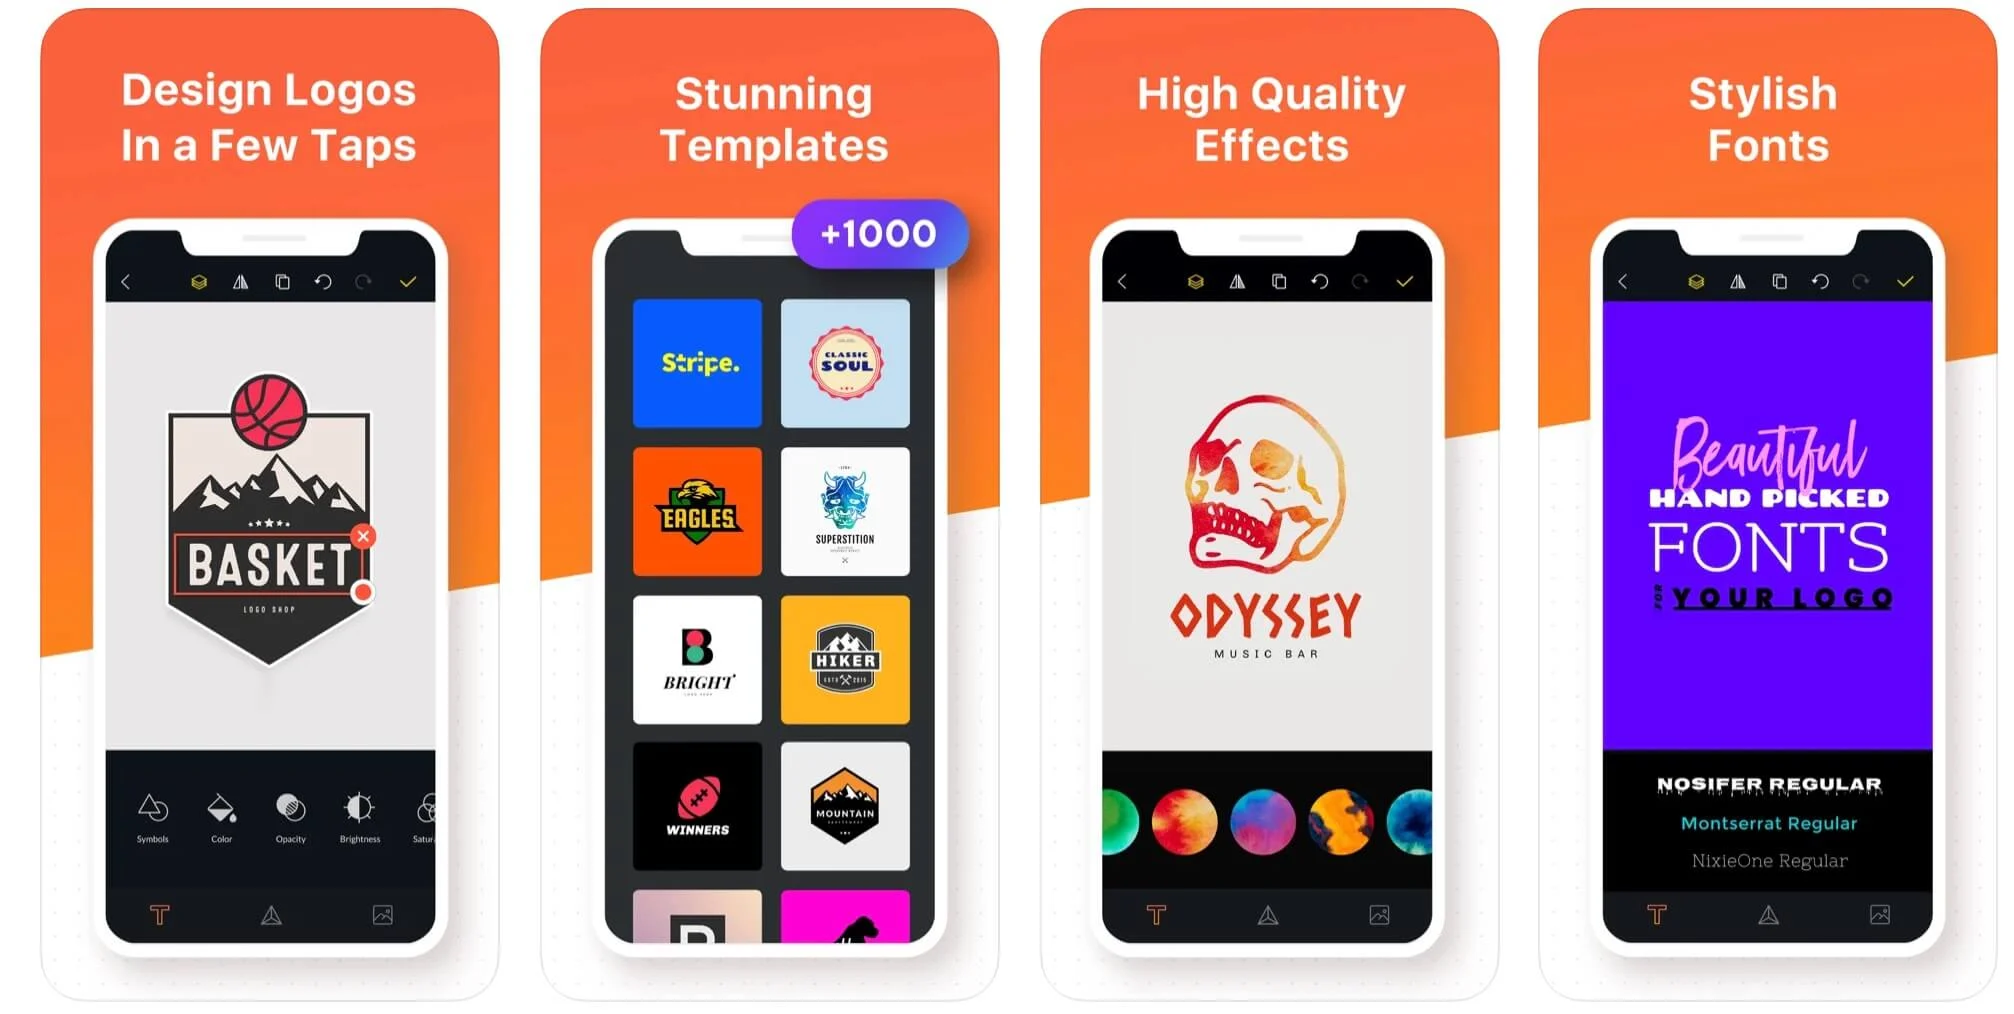 Design Logos
In a Few Taps
BASKET
LOGO SHOP
Symbols
Color
Opacity
Brightness
Satur
T
Stunning
Templates
+1000
Stripe.
CLASSIC
SOUL
EAGLES
SUPERSTITION
BRIGHT
HIKER
ESTD 2015
WINNERS
MOUNTAIN
High Quality
Effects
ODYSSEY
MUSIC BAR
T
Stylish
Fonts
Beautiful
HAND PICKED
FONTS
FOR YOUR LOGO
NOSIFER REGULAR
Montserrat Regular
NixieOne Regular
T